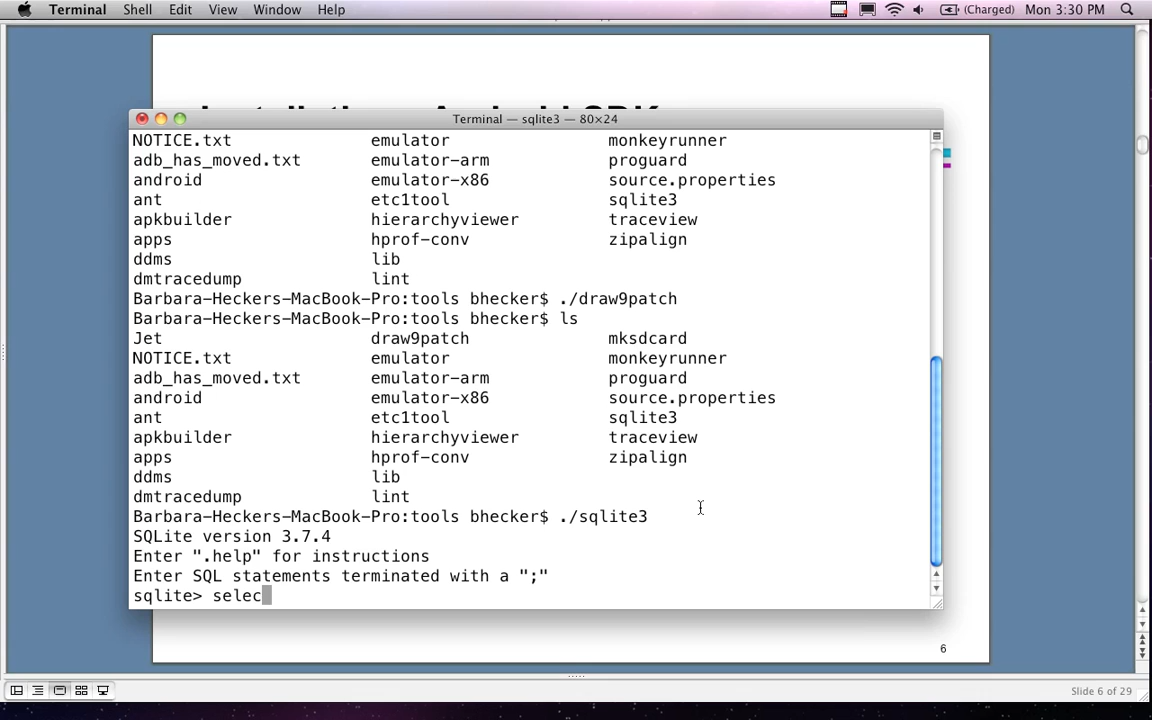 Terminal Shell Edit View Window Help (Charged) Mon 3:30 PM
Terminal — sqlite3 — 80×24
NOTICE.txt emulator monkeyrunner
adb_has_moved.txt emulator-arm proguard
android emulator-x86 source.properties
ant etc1tool sqlite3
apkbuilder hierarchyviewer traceview
apps hprof-conv zipalign
ddms lib
dmtracedump lint
Barbara-Heckers-MacBook-Pro:tools bhecker$ ./draw9patch
Barbara-Heckers-MacBook-Pro:tools bhecker$ ls
Jet draw9patch mksdcard
NOTICE.txt emulator monkeyrunner
adb_has_moved.txt emulator-arm proguard
android emulator-x86 source.properties
ant etc1tool sqlite3
apkbuilder hierarchyviewer traceview
apps hprof-conv zipalign
ddms lib
dmtracedump lint
Barbara-Heckers-MacBook-Pro:tools bhecker$ ./sqlite3
SQLite version 3.7.4
Enter ".help" for instructions
Enter SQL statements terminated with a ";"
sqlite> selec
6
Slide 6 of 29